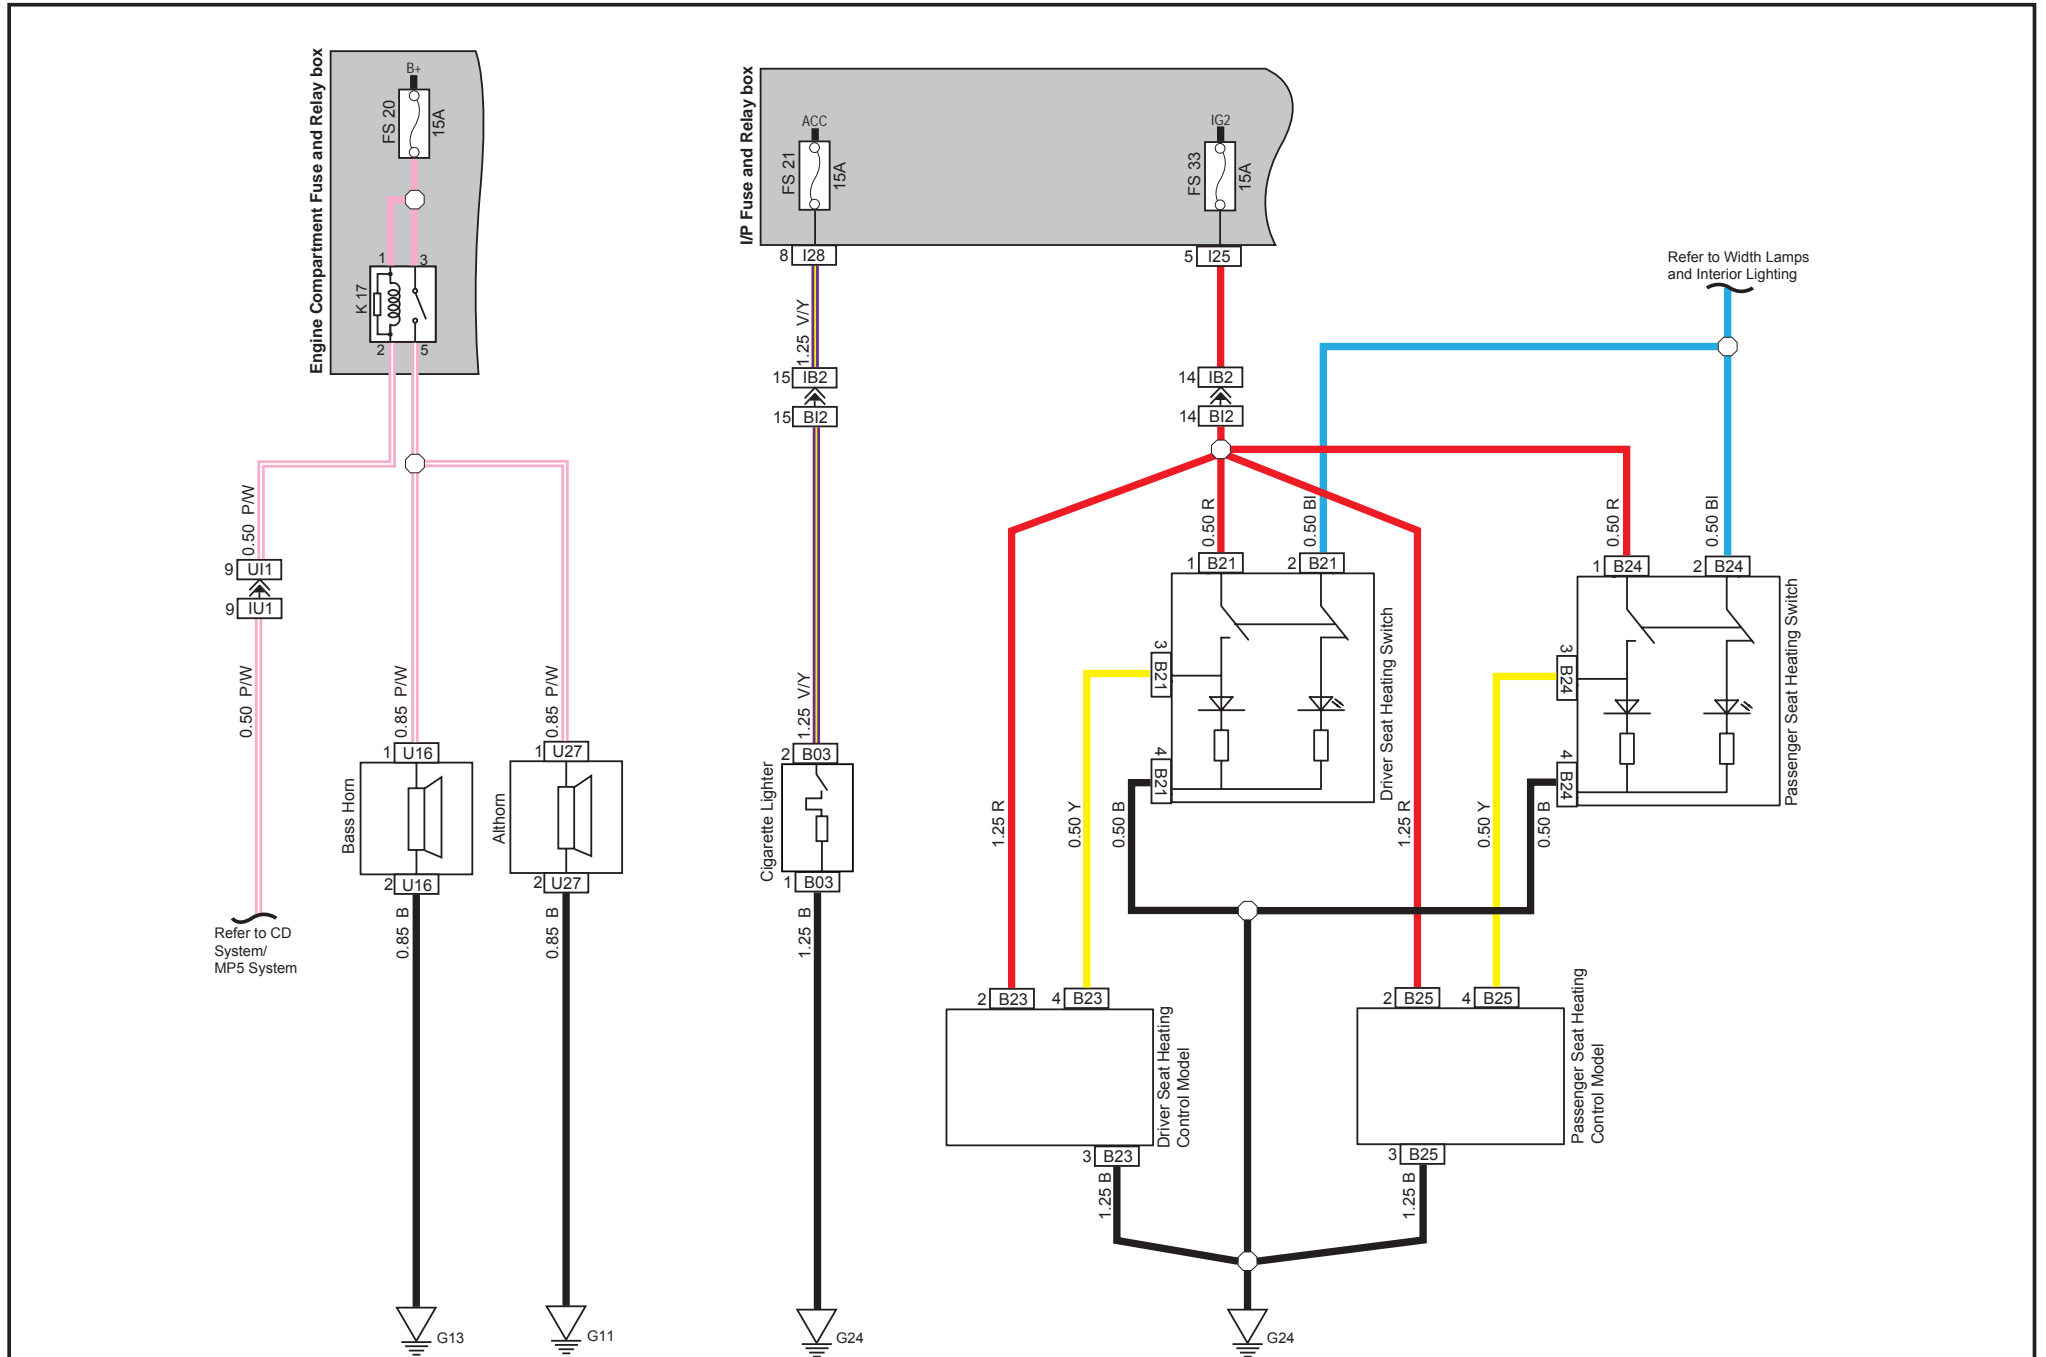 Engine Compartment Fuse and Relay box
B+
FS 20
15A
1
3
K 17
2
5
0.50 P/W
9 UI1
9 IU1
0.50 P/W
Refer to CD
System/
MP5 System
0.85 P/W
0.85 P/W
1 U16
Bass Horn
2 U16
0.85 B
G13
1 U27
Althorn
2 U27
0.85 B
G11
I/P Fuse and Relay box
ACC
FS 21
15A
8 I28
1.25 V/Y
15 IB2
15 BI2
1.25 V/Y
2 B03
Cigarette Lighter
1 B03
1.25 B
G24
IG2
FS 33
15A
5 I25
14 IB2
14 BI2
Refer to Width Lamps
and Interior Lighting
0.50 R
0.50 Bl
0.50 R
0.50 Bl
1 B21
2 B21
3 B21
4 B21
Driver Seat Heating Switch
1 B24
2 B24
3 B24
4 B24
Passenger Seat Heating Switch
1.25 R
0.50 Y
0.50 B
1.25 R
0.50 Y
0.50 B
2 B23
4 B23
Driver Seat Heating
Control Model
3 B23
1.25 B
2 B25
4 B25
Passenger Seat Heating
Control Model
3 B25
1.25 B
G24